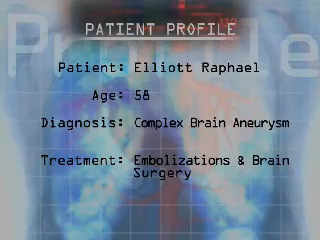 PATIENT PROFILE
Patient: Elliott Raphael
Age: 58
Diagnosis: Complex Brain Aneurysm
Treatment: Embolizations & Brain
Surgery